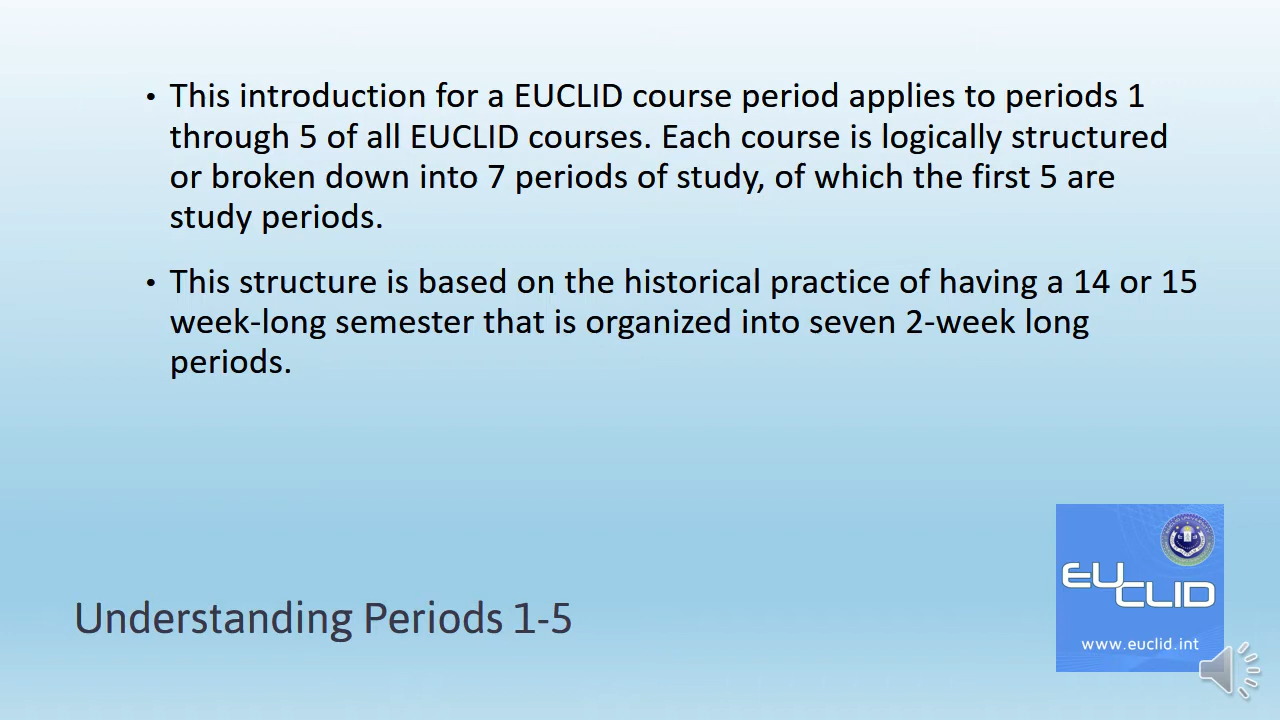 • This introduction for a EUCLID course period applies to periods 1
through 5 of all EUCLID courses. Each course is logically structured
or broken down into 7 periods of study, of which the first 5 are
study periods.
• This structure is based on the historical practice of having a 14 or 15
week-long semester that is organized into seven 2-week long
periods.
Understanding Periods 1-5
EUCLID
www.euclid.int